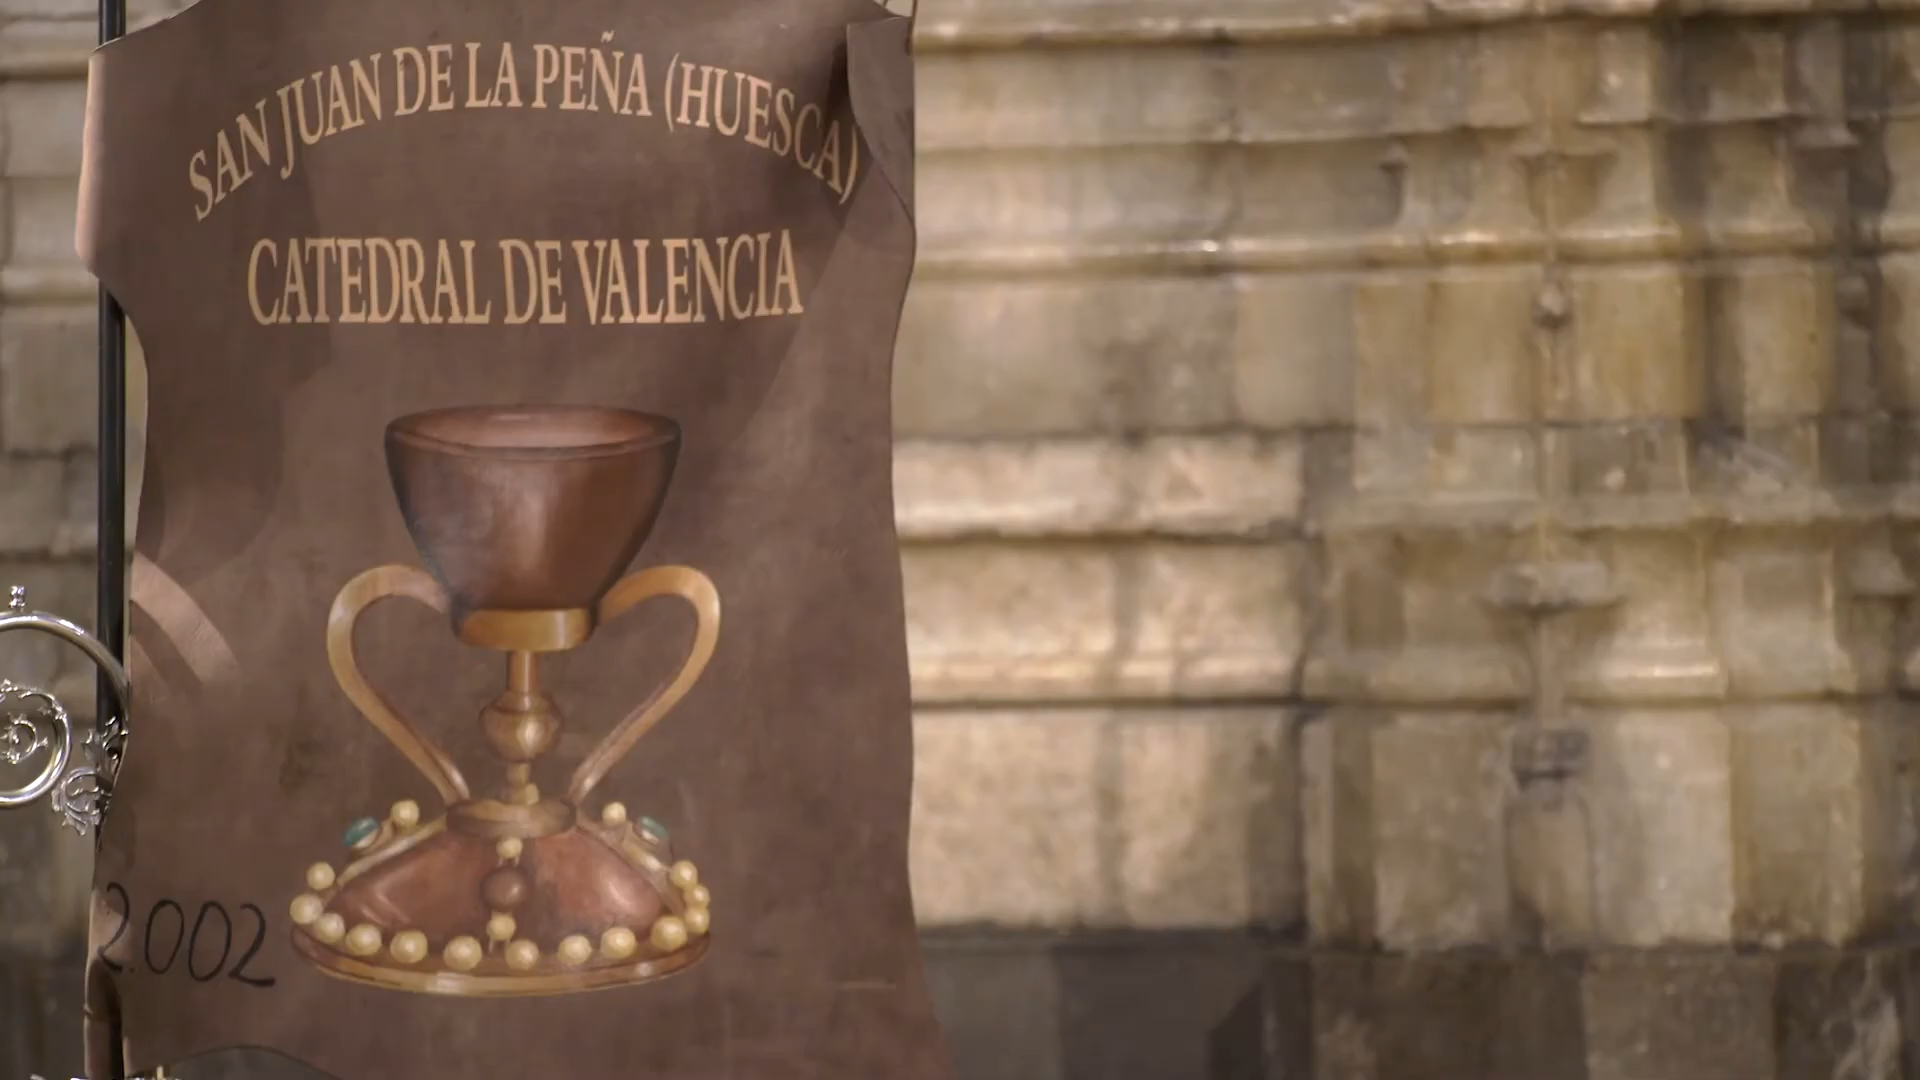 SAN JUAN DE LA PEÑA (HUESCA)
CATEDRAL DE VALENCIA
2.002